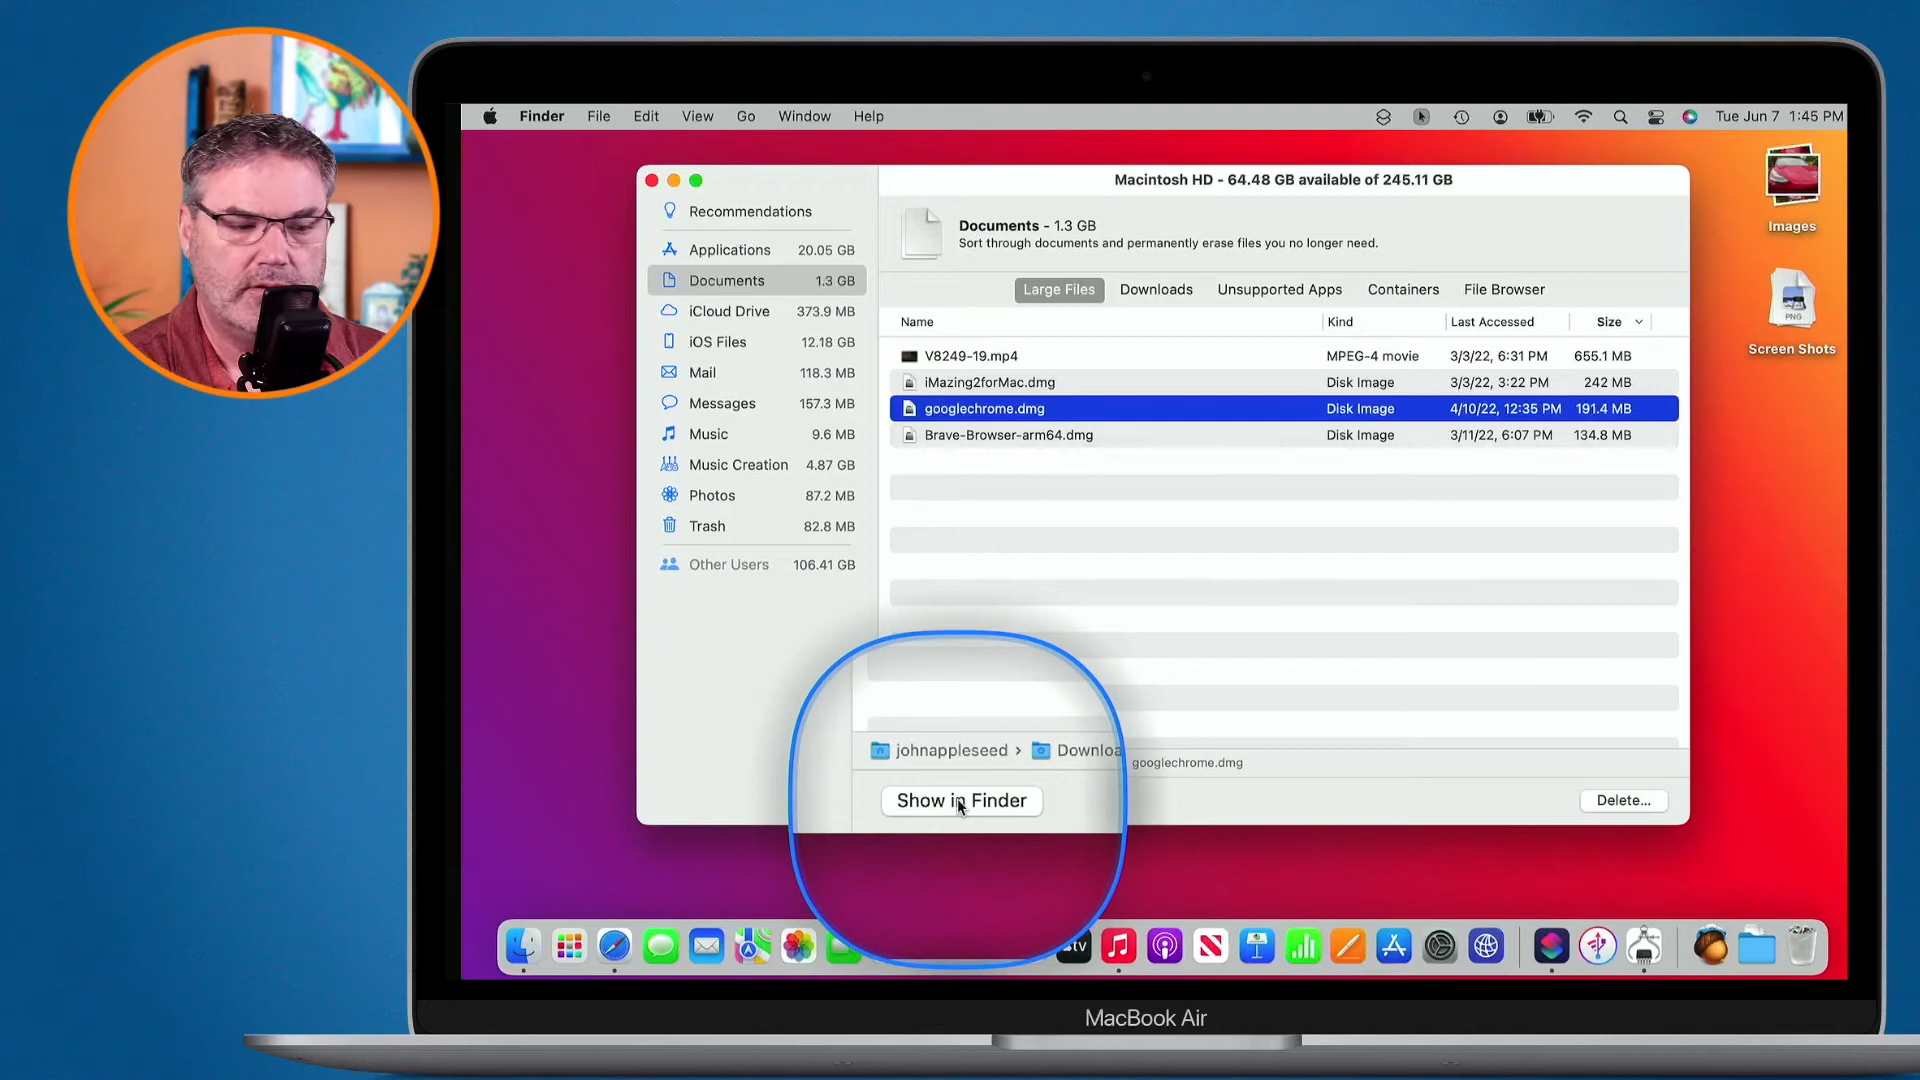 Finder File Edit View Go Window Help Tue Jun 7 1:45 PM
Macintosh HD - 64.48 GB available of 245.11 GB
Recommendations
Applications 20.05 GB
Documents 1.3 GB
iCloud Drive 373.9 MB
iOS Files 12.18 GB
Mail 118.3 MB
Messages 157.3 MB
Music 9.6 MB
Music Creation 4.87 GB
Photos 87.2 MB
Trash 82.8 MB
Other Users 106.41 GB
Documents - 1.3 GB
Sort through documents and permanently erase files you no longer need.
Large Files Downloads Unsupported Apps Containers File Browser
Name Kind Last Accessed Size
V8249-19.mp4 MPEG-4 movie 3/3/22, 6:31 PM 655.1 MB
iMazing2forMac.dmg Disk Image 3/3/22, 3:22 PM 242 MB
googlechrome.dmg Disk Image 4/10/22, 12:35 PM 191.4 MB
Brave-Browser-arm64.dmg Disk Image 3/11/22, 6:07 PM 134.8 MB
johnappleseed › Downloa googlechrome.dmg
Show in Finder Delete...
Images
PNG
Screen Shots
tv
MacBook Air